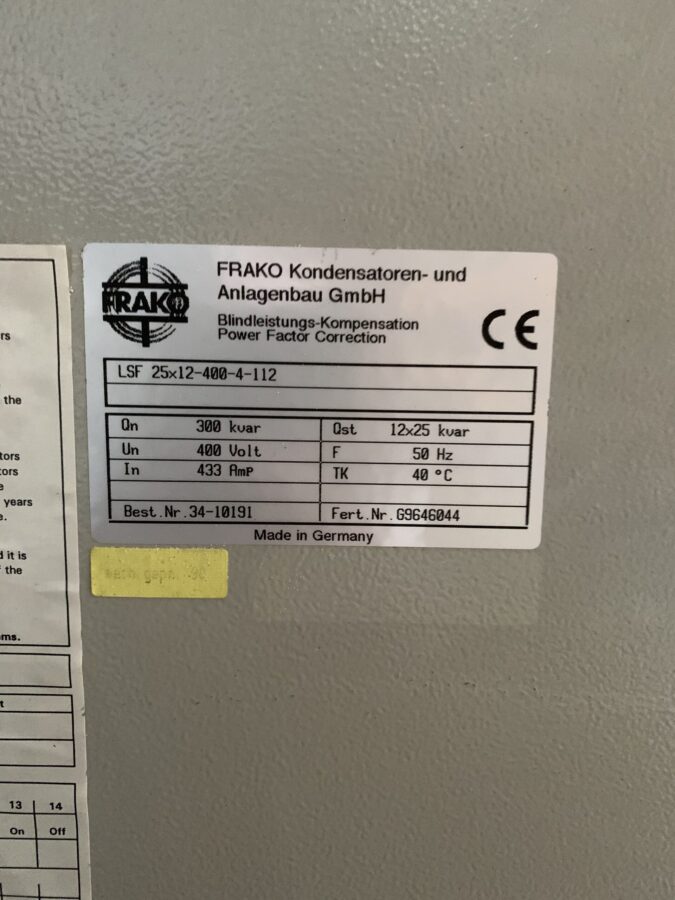 FRAKO
FRAKO Kondensatoren- und
Anlagenbau GmbH
Blindleistungs-Kompensation
Power Factor Correction
CE
LSF 25x12-400-4-112
Qn 300 kvar Qst 12x25 kvar
Un 400 Volt F 50 Hz
In 433 Amp TK 40 °C
Best.Nr.34-10191 Fert.Nr.G9646044
Made in Germany
rs
the
tors
tors
e
years
e.
d it is
the
ms.
t
13 14
On Off